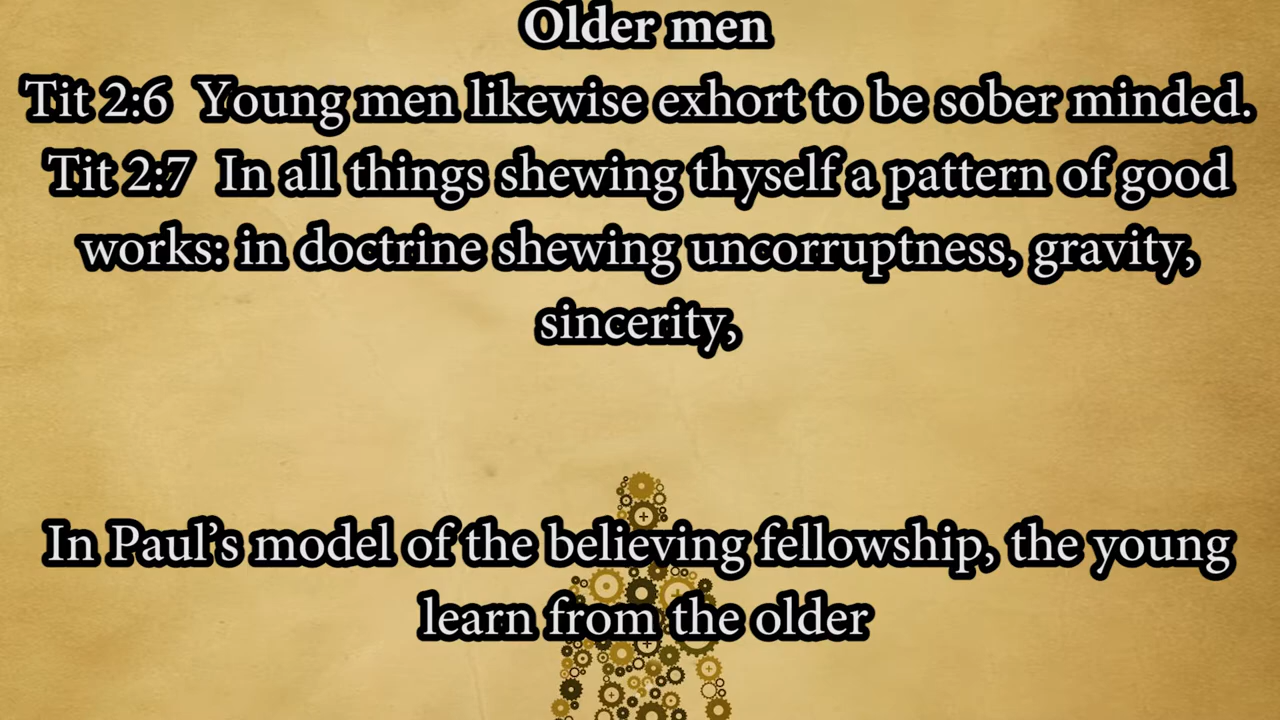 Older men
Tit 2:6  Young men likewise exhort to be sober minded.
Tit 2:7  In all things shewing thyself a pattern of good
works: in doctrine shewing uncorruptness, gravity,
sincerity,
In Paul’s model of the believing fellowship, the young
learn from the older